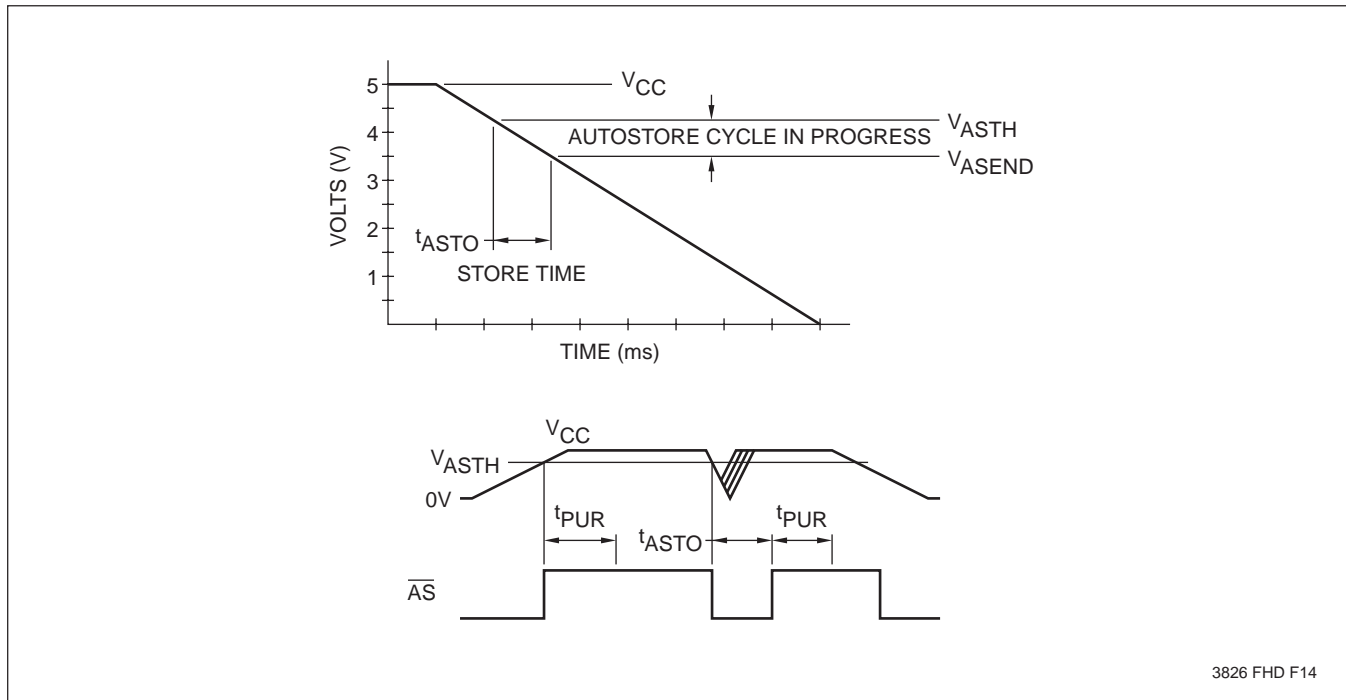 5
4
3
2
1
VOLTS (V)
VCC
VASTH
AUTOSTORE CYCLE IN PROGRESS
VASEND
tASTO
STORE TIME
TIME (ms)
VCC
VASTH
0V
tPUR
tASTO
tPUR
AS
3826 FHD F14